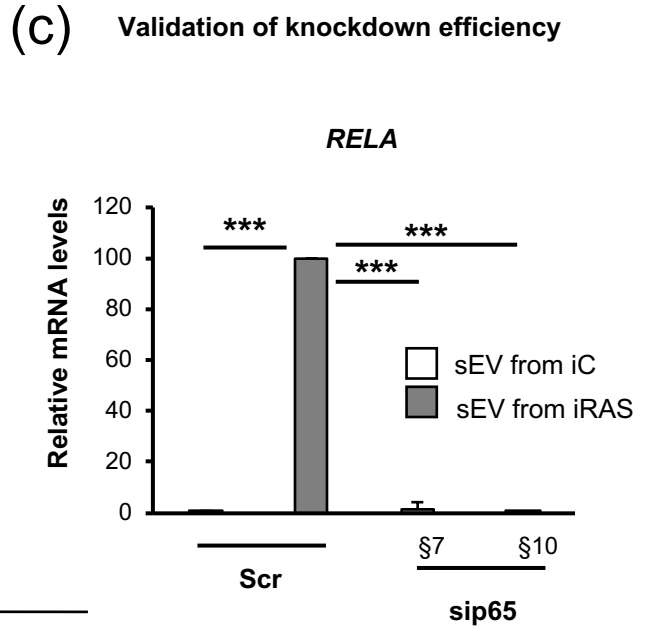 (c) Validation of knockdown efficiency
RELA
Relative mRNA levels
120
100
80
60
40
20
0
***
***
***
sEV from iC
sEV from iRAS
§7 §10
Scr
sip65